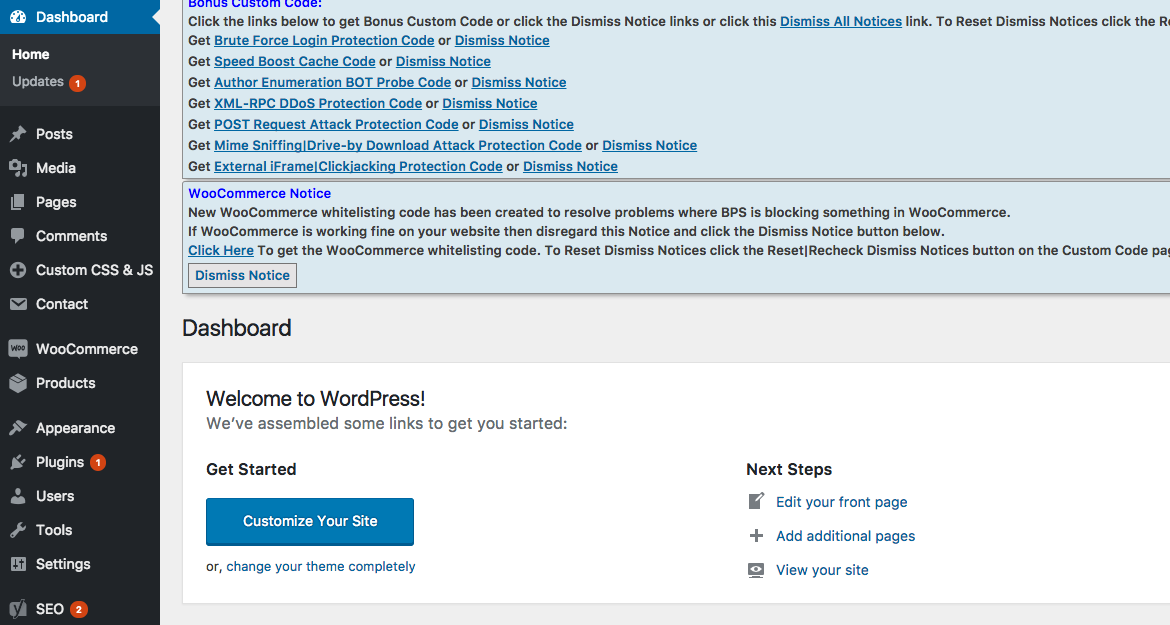 Dashboard
Home
Updates 1
Posts
Media
Pages
Comments
Custom CSS & JS
Contact
Woo WooCommerce
Products
Appearance
Plugins 1
Users
Tools
Settings
SEO 2
Bonus Custom Code:
Click the links below to get Bonus Custom Code or click the Dismiss Notice links or click this Dismiss All Notices link. To Reset Dismiss Notices click the
Get Brute Force Login Protection Code or Dismiss Notice
Get Speed Boost Cache Code or Dismiss Notice
Get Author Enumeration BOT Probe Code or Dismiss Notice
Get XML-RPC DDoS Protection Code or Dismiss Notice
Get POST Request Attack Protection Code or Dismiss Notice
Get Mime Sniffing|Drive-by Download Attack Protection Code or Dismiss Notice
Get External iFrame|Clickjacking Protection Code or Dismiss Notice
WooCommerce Notice
New WooCommerce whitelisting code has been created to resolve problems where BPS is blocking something in WooCommerce.
If WooCommerce is working fine on your website then disregard this Notice and click the Dismiss Notice button below.
Click Here To get the WooCommerce whitelisting code. To Reset Dismiss Notices click the Reset|Recheck Dismiss Notices button on the Custom Code
Dismiss Notice
Dashboard
Welcome to WordPress!
We've assembled some links to get you started:
Get Started
Customize Your Site
or, change your theme completely
Next Steps
Edit your front page
Add additional pages
View your site